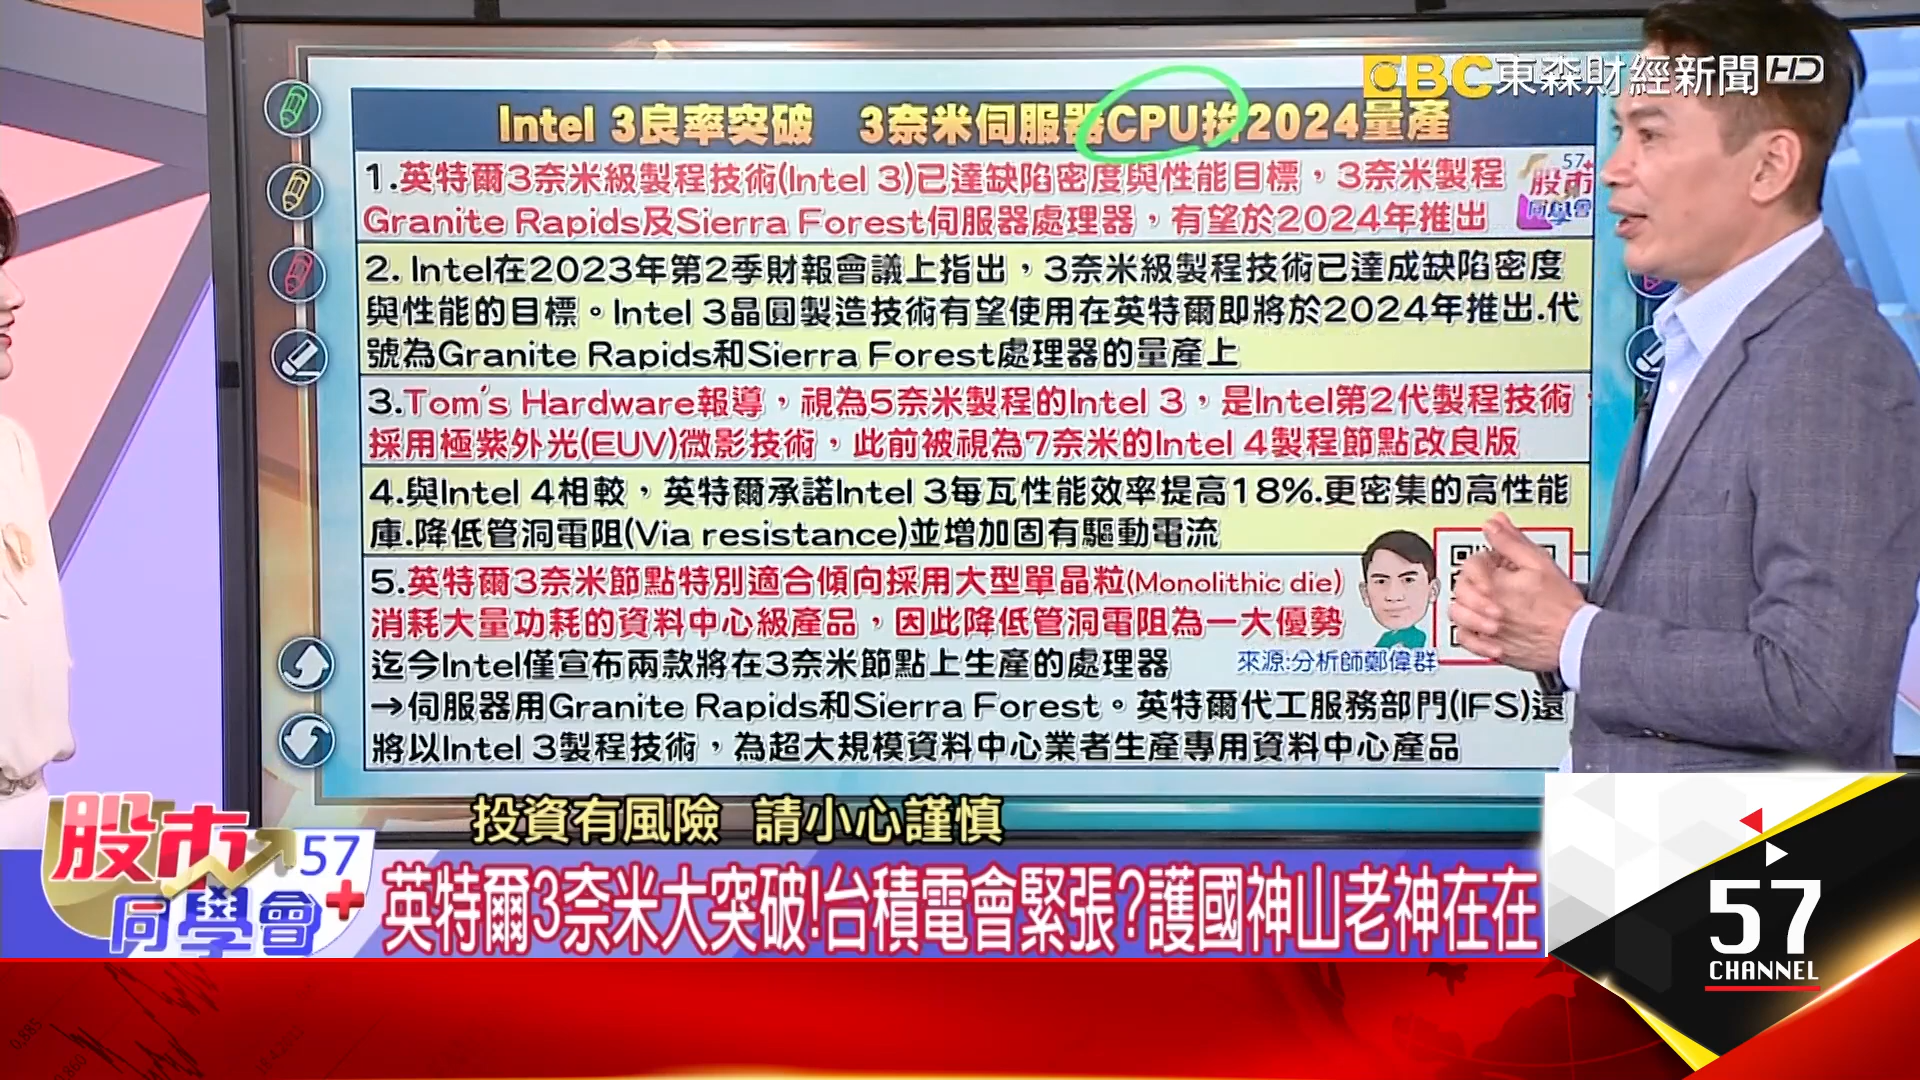 EBC東森財經新聞HD
Intel 3良率突破 3奈米伺服器CPU拚2024量產
1.英特爾3奈米級製程技術(Intel 3)已達缺陷密度與性能目標，3奈米製程
Granite Rapids及Sierra Forest伺服器處理器，有望於2024年推出
57+
股市
同學會
2. Intel在2023年第2季財報會議上指出，3奈米級製程技術已達成缺陷密度
與性能的目標。Intel 3晶圓製造技術有望使用在英特爾即將於2024年推出.代
號為Granite Rapids和Sierra Forest處理器的量產上
3.Tom's Hardware報導，視為5奈米製程的Intel 3，是Intel第2代製程技術，
採用極紫外光(EUV)微影技術，此前被視為7奈米的Intel 4製程節點改良版
4.與Intel 4相較，英特爾承諾Intel 3每瓦性能效率提高18%.更密集的高性能
庫.降低管洞電阻(Via resistance)並增加固有驅動電流
5.英特爾3奈米節點特別適合傾向採用大型單晶粒(Monolithic die)
消耗大量功耗的資料中心級產品，因此降低管洞電阻為一大優勢
迄今Intel僅宣布兩款將在3奈米節點上生產的處理器
來源:分析師鄭偉群
→伺服器用Granite Rapids和Sierra Forest。英特爾代工服務部門(IFS)還
將以Intel 3製程技術，為超大規模資料中心業者生產專用資料中心產品
投資有風險 請小心謹慎
股市
57
同學會+
英特爾3奈米大突破!台積電會緊張?護國神山老神在在
57
CHANNEL
0.885
0.860